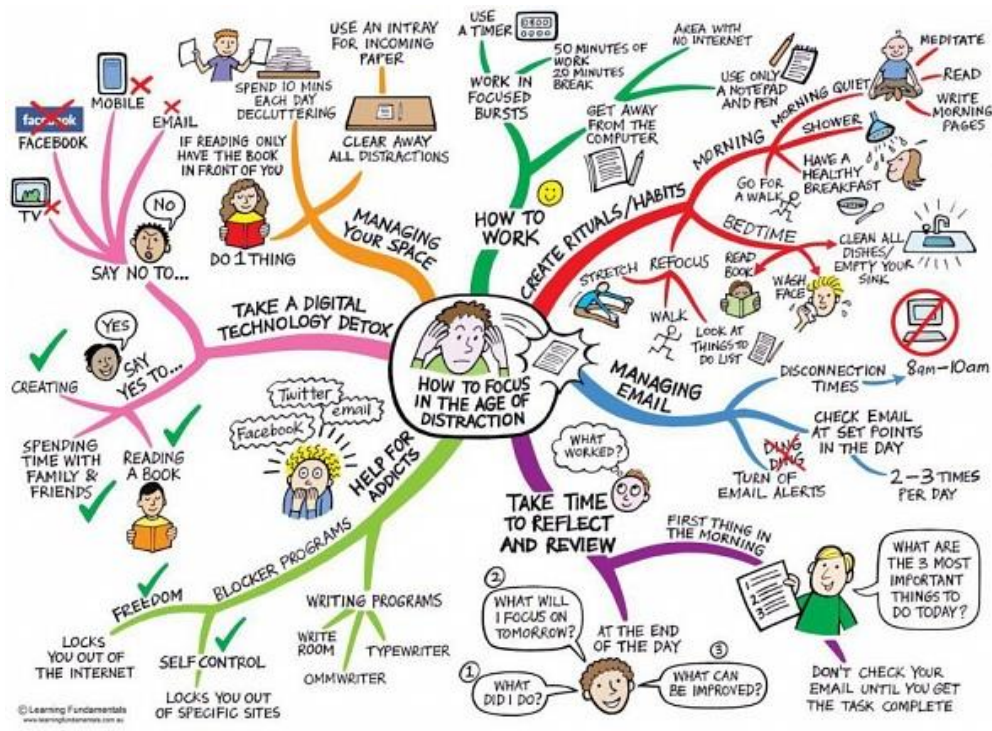 HOW TO FOCUS
IN THE AGE OF
DISTRACTION
HOW TO
WORK
WORK IN
FOCUSED
BURSTS
USE
A TIMER
50 MINUTES OF
WORK
20 MINUTES
BREAK
GET AWAY
FROM THE
COMPUTER
AREA WITH
NO INTERNET
USE ONLY
A NOTEPAD
AND PEN
CREATE RITUALS/HABITS
MORNING
MORNING QUIET
MEDITATE
READ
WRITE
MORNING
PAGES
SHOWER
HAVE A
HEALTHY
BREAKFAST
GO FOR
A WALK
BEDTIME
CLEAN ALL
DISHES/
EMPTY YOUR
SINK
WASH
FACE
READ
BOOK
REFOCUS
STRETCH
WALK
LOOK AT
THINGS TO
DO LIST
MANAGING
EMAIL
DISCONNECTION
TIMES
8am-10am
CHECK EMAIL
AT SET POINTS
IN THE DAY
2-3 TIMES
PER DAY
DING
DING
TURN OF
EMAIL ALERTS
TAKE TIME
TO REFLECT
AND REVIEW
WHAT
WORKED?
FIRST THING IN
THE MORNING
1
2
3
WHAT ARE
THE 3 MOST
IMPORTANT
THINGS TO
DO TODAY?
DON'T CHECK YOUR
EMAIL UNTIL YOU GET
THE TASK COMPLETE
AT THE END
OF THE DAY
1
WHAT
DID I DO?
2
WHAT WILL
I FOCUS ON
TOMORROW?
3
WHAT CAN
BE IMPROVED?
HELP FOR
ADDICTS
Twitter
email
Facebook
WRITING PROGRAMS
WRITE
ROOM
OMMWRITER
TYPEWRITER
BLOCKER PROGRAMS
FREEDOM
LOCKS
YOU OUT OF
THE INTERNET
SELF CONTROL
LOCKS YOU OUT
OF SPECIFIC SITES
TAKE A DIGITAL
TECHNOLOGY DETOX
YES
SAY
YES TO...
CREATING
SPENDING
TIME WITH
FAMILY &
FRIENDS
READING
A BOOK
NO
SAY NO TO...
TV
facebook
FACEBOOK
MOBILE
EMAIL
MANAGING
YOUR SPACE
DO 1 THING
IF READING ONLY
HAVE THE BOOK
IN FRONT OF YOU
SPEND 10 MINS
EACH DAY
DECLUTTERING
CLEAR AWAY
ALL DISTRACTIONS
USE AN INTRAY
FOR INCOMING
PAPER
© Learning Fundamentals
www.learningfundamentals.com.au